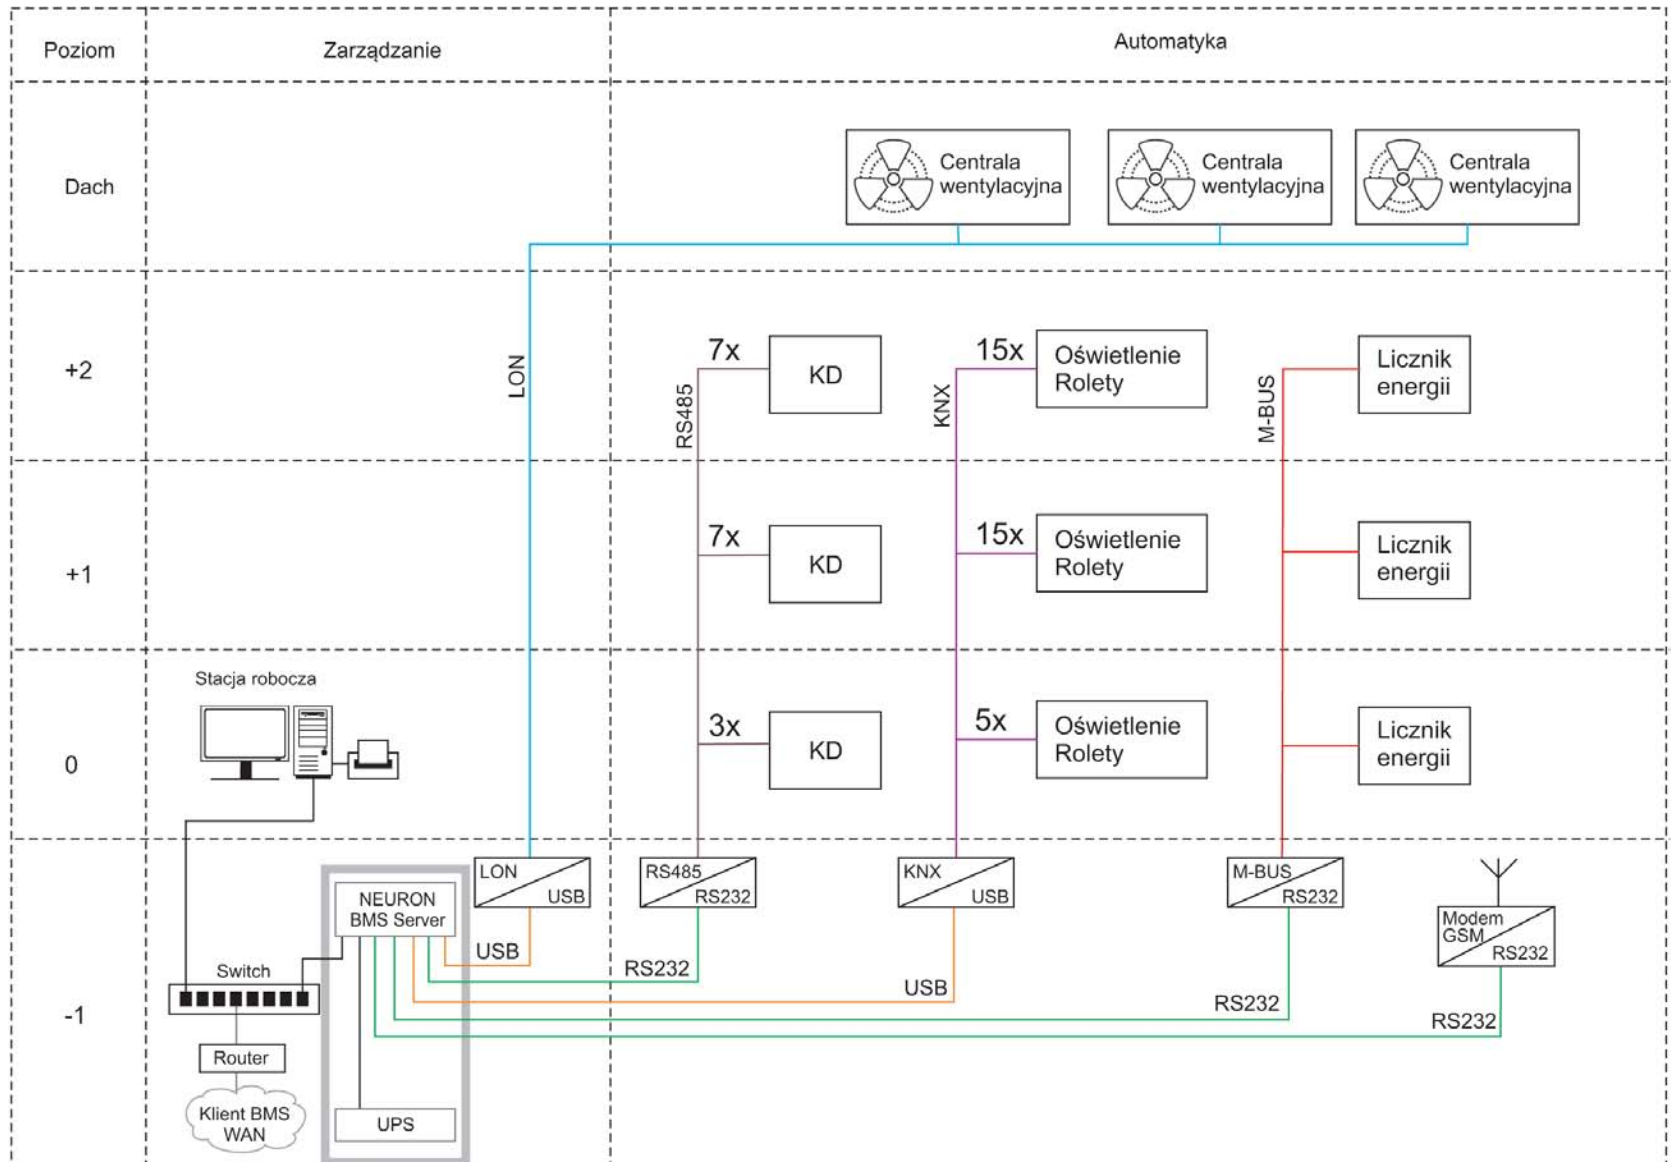 Poziom
Zarządzanie
Automatyka
Dach
Centrala
wentylacyjna
Centrala
wentylacyjna
Centrala
wentylacyjna
+2
LON
RS485
7x
KD
KNX
15x
Oświetlenie
Rolety
M-BUS
Licznik
energii
+1
7x
KD
15x
Oświetlenie
Rolety
Licznik
energii
0
Stacja robocza
3x
KD
5x
Oświetlenie
Rolety
Licznik
energii
-1
NEURON
BMS Server
LON
USB
RS485
RS232
KNX
USB
M-BUS
RS232
Modem
GSM
RS232
USB
RS232
USB
RS232
RS232
Switch
Router
Klient BMS
WAN
UPS